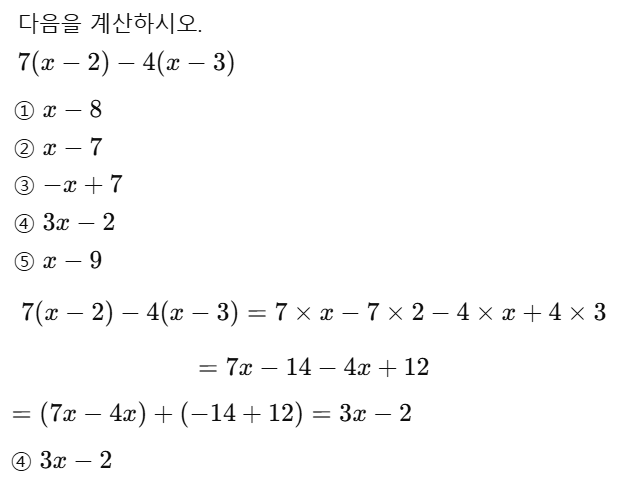 다음을 계산하시오.
7(x − 2) − 4(x − 3)
① x − 8
② x − 7
③ −x + 7
④ 3x − 2
⑤ x − 9
7(x − 2) − 4(x − 3) = 7 × x − 7 × 2 − 4 × x + 4 × 3
= 7x − 14 − 4x + 12
= (7x − 4x) + (−14 + 12) = 3x − 2
④ 3x − 2